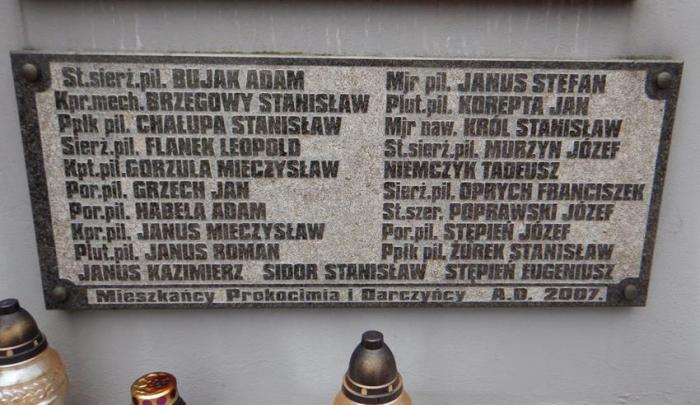 St.sierż.pil. BUJAK ADAM
Kpr.mech. BRZEGOWY STANISŁAW
Pplk pil. CHAŁUPA STANISŁAW
Sierż.pil. FLANEK LEOPOLD
Kpt.pil. GORZULA MIECZYSŁAW
Por.pil. GRZECH JAN
Por.pil. HABELA ADAM
Kpr.pil. JANUS MIECZYSŁAW
Plut.pil. JANUS ROMAN
Mjr pil. JANUS STEFAN
Plut.pil. KOREPTA JAN
Mjr naw. KRÓL STANISŁAW
St.sierż.pil. MURZYN JÓZEF
NIEMCZYK TADEUSZ
Sierż.pil. OPRYCH FRANCISZEK
St.szer. POPRAWSKI JÓZEF
Por.pil. STĘPIEŃ JÓZEF
Pplk pil. ŻUREK STANISŁAW
JANUS KAZIMIERZ SIDOR STANISŁAW STĘPIEŃ EUGENIUSZ
Mieszkańcy Prokocimia i Darczyńcy A.D. 2007.